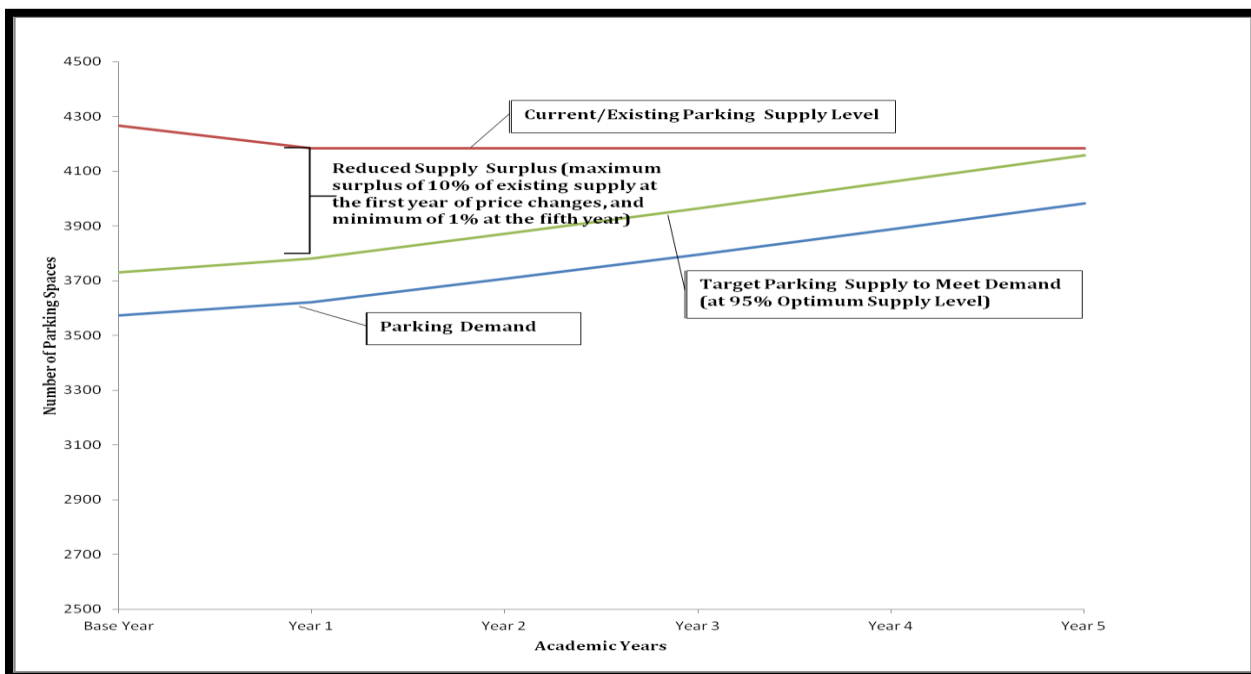 4500
4300
4100
3900
3700
3500
3300
3100
2900
2700
2500
Number of Parking Spaces
Current/Existing Parking Supply Level
Reduced Supply Surplus (maximum
surplus of 10% of existing supply at
the first year of price changes, and
minimum of 1% at the fifth year)
Target Parking Supply to Meet Demand
(at 95% Optimum Supply Level)
Parking Demand
Base Year
Year 1
Year 2
Year 3
Year 4
Year 5
Academic Years